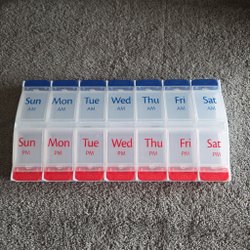 Sun Mon Tue Wed Thu Fri Sat
AM AM AM AM AM AM AM
Sun Mon Tue Wed Thu Fri Sat
PM PM PM PM PM PM PM